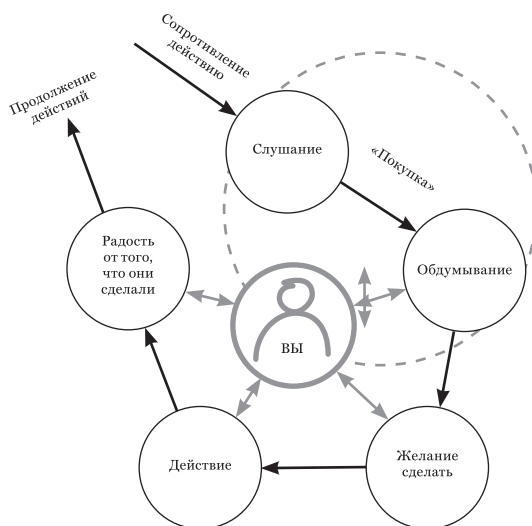 Сопротивление
действию
Продолжение
действий
Слушание
«Покупка»
Обдумывание
Радость
от того,
что они
сделали
ВЫ
Действие
Желание
сделать